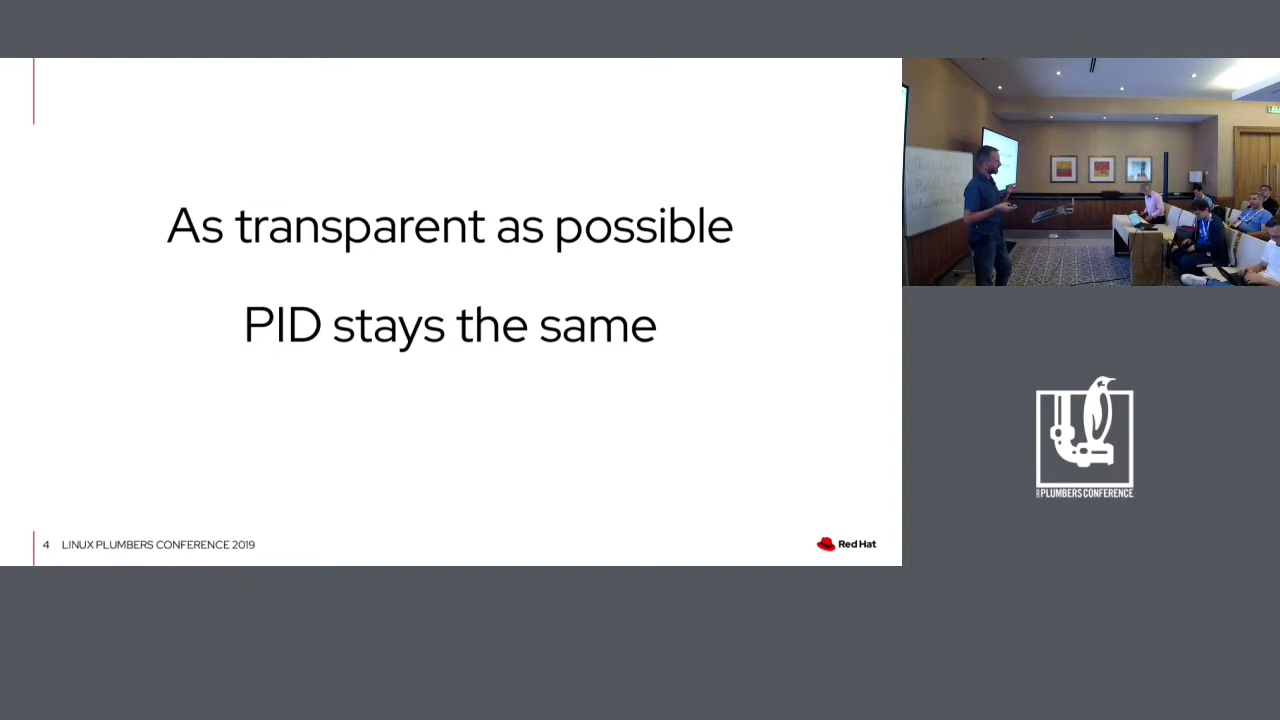 As transparent as possible
PID stays the same
4 LINUX PLUMBERS CONFERENCE 2019
Red Hat
PLUMBERS CONFERENCE